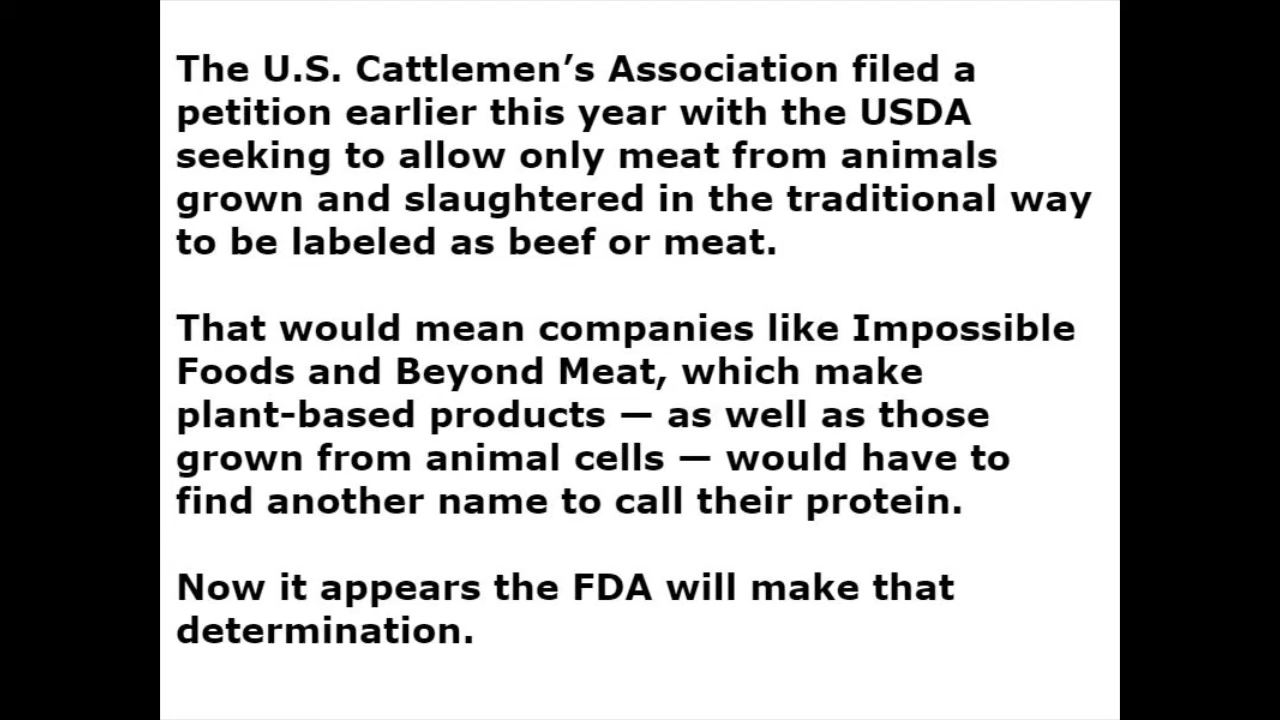 The U.S. Cattlemen’s Association filed a
petition earlier this year with the USDA
seeking to allow only meat from animals
grown and slaughtered in the traditional way
to be labeled as beef or meat.
That would mean companies like Impossible
Foods and Beyond Meat, which make
plant-based products — as well as those
grown from animal cells — would have to
find another name to call their protein.
Now it appears the FDA will make that
determination.